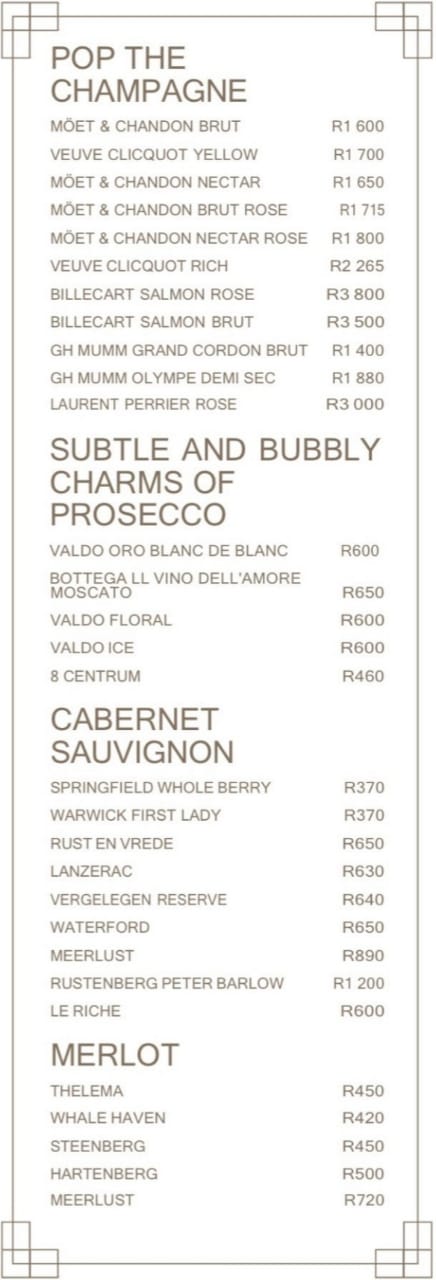 POP THE
CHAMPAGNE
MÖET & CHANDON BRUT R1 600
VEUVE CLICQUOT YELLOW R1 700
MÖET & CHANDON NECTAR R1 650
MÖET & CHANDON BRUT ROSE R1 715
MÖET & CHANDON NECTAR ROSE R1 800
VEUVE CLICQUOT RICH R2 265
BILLECART SALMON ROSE R3 800
BILLECART SALMON BRUT R3 500
GH MUMM GRAND CORDON BRUT R1 400
GH MUMM OLYMPE DEMI SEC R1 880
LAURENT PERRIER ROSE R3 000
SUBTLE AND BUBBLY
CHARMS OF
PROSECCO
VALDO ORO BLANC DE BLANC R600
BOTTEGA LL VINO DELL'AMORE
MOSCATO R650
VALDO FLORAL R600
VALDO ICE R600
8 CENTRUM R460
CABERNET
SAUVIGNON
SPRINGFIELD WHOLE BERRY R370
WARWICK FIRST LADY R370
RUST EN VREDE R650
LANZERAC R630
VERGELEGEN RESERVE R640
WATERFORD R650
MEERLUST R890
RUSTENBERG PETER BARLOW R1 200
LE RICHE R600
MERLOT
THELEMA R450
WHALE HAVEN R420
STEENBERG R450
HARTENBERG R500
MEERLUST R720